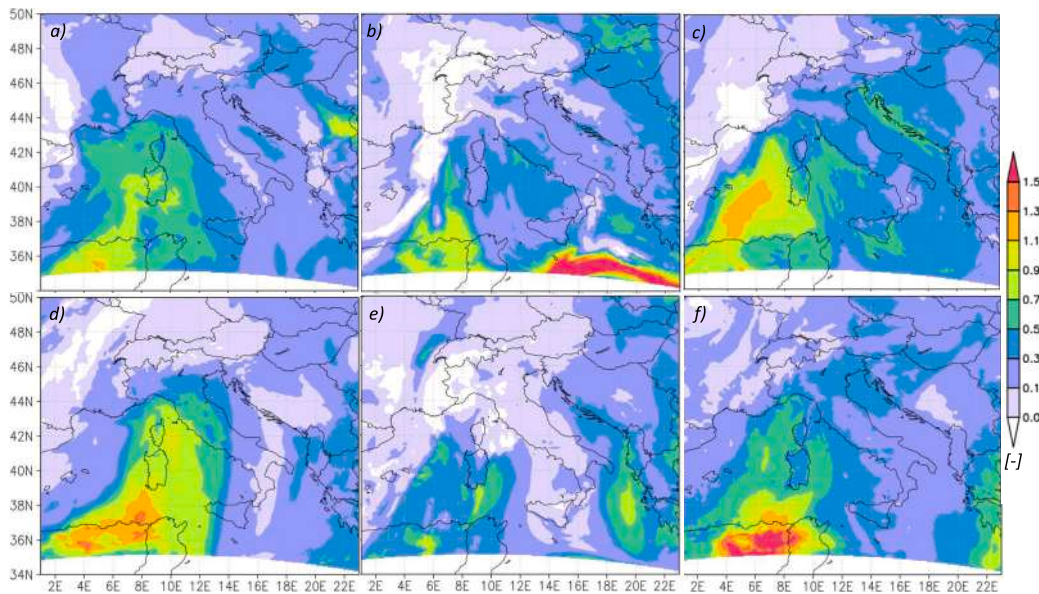 a) b) c)
50N
48N
46N
44N
42N
40N
38N
36N
1.5
1.3
1.1
0.9
0.7
0.3
0.1
0.0
[-]
d) e) f)
50N
48N
46N
44N
42N
40N
38N
36N
34N
2E 4E 6E 8E 10E 12E 14E 16E 18E 20E 22E 2E 4E 6E 8E 10E 12E 14E 16E 18E 20E 22E 2E 4E 6E 8E 10E 12E 14E 16E 18E 20E 22E